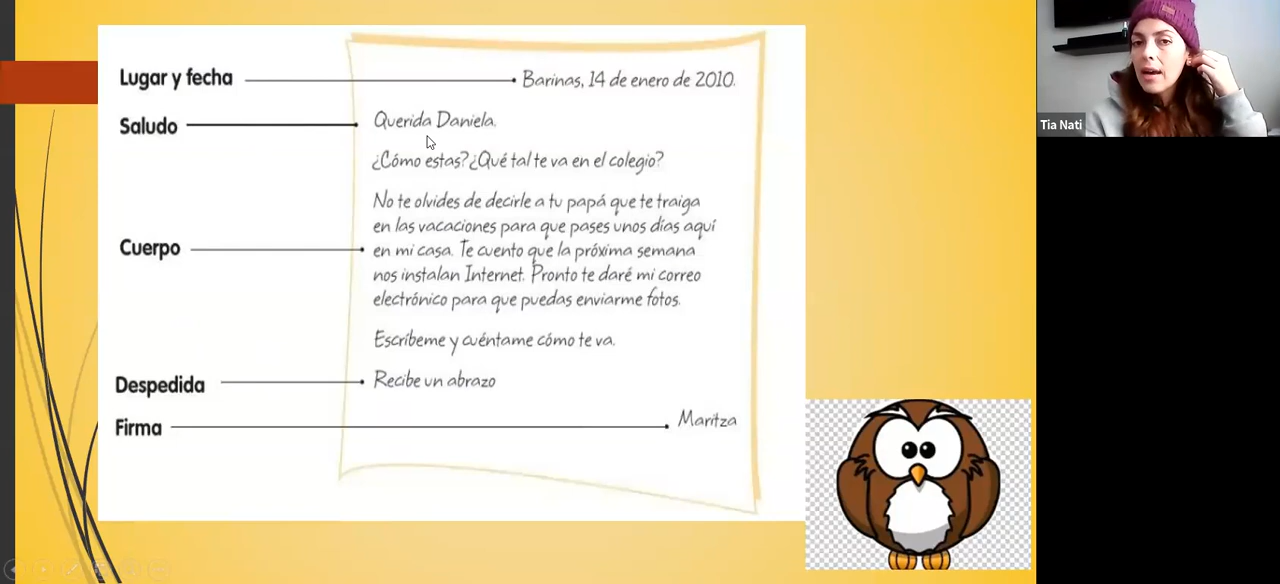 Lugar y fecha
Barinas, 14 de enero de 2010.
Saludo
Querida Daniela.
¿Cómo estas? ¿Qué tal te va en el colegio?
No te olvides de decirle a tu papá que te traiga
en las vacaciones para que pases unos días aquí
Cuerpo
en mi casa. Te cuento que la próxima semana
nos instalan Internet. Pronto te daré mi correo
electrónico para que puedas enviarme fotos.
Escríbeme y cuéntame cómo te va.
Despedida
Recibe un abrazo
Firma
Maritza
Tia Nati